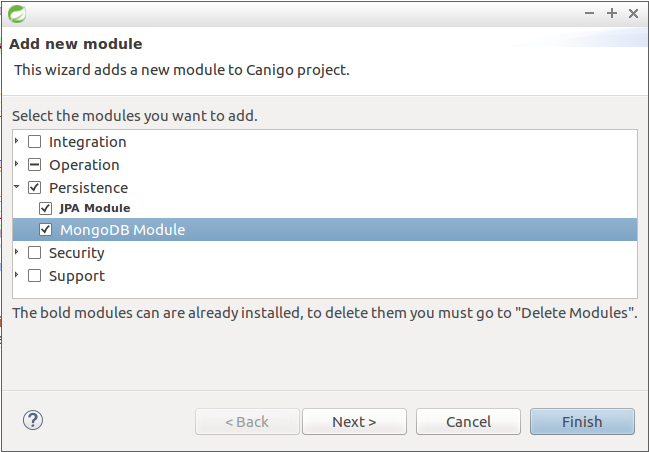 Add new module
This wizard adds a new module to Canigo project.
Select the modules you want to add.
Integration
Operation
Persistence
JPA Module
MongoDB Module
Security
Support
The bold modules can are already installed, to delete them you must go to "Delete Modules".
?
< Back
Next >
Cancel
Finish